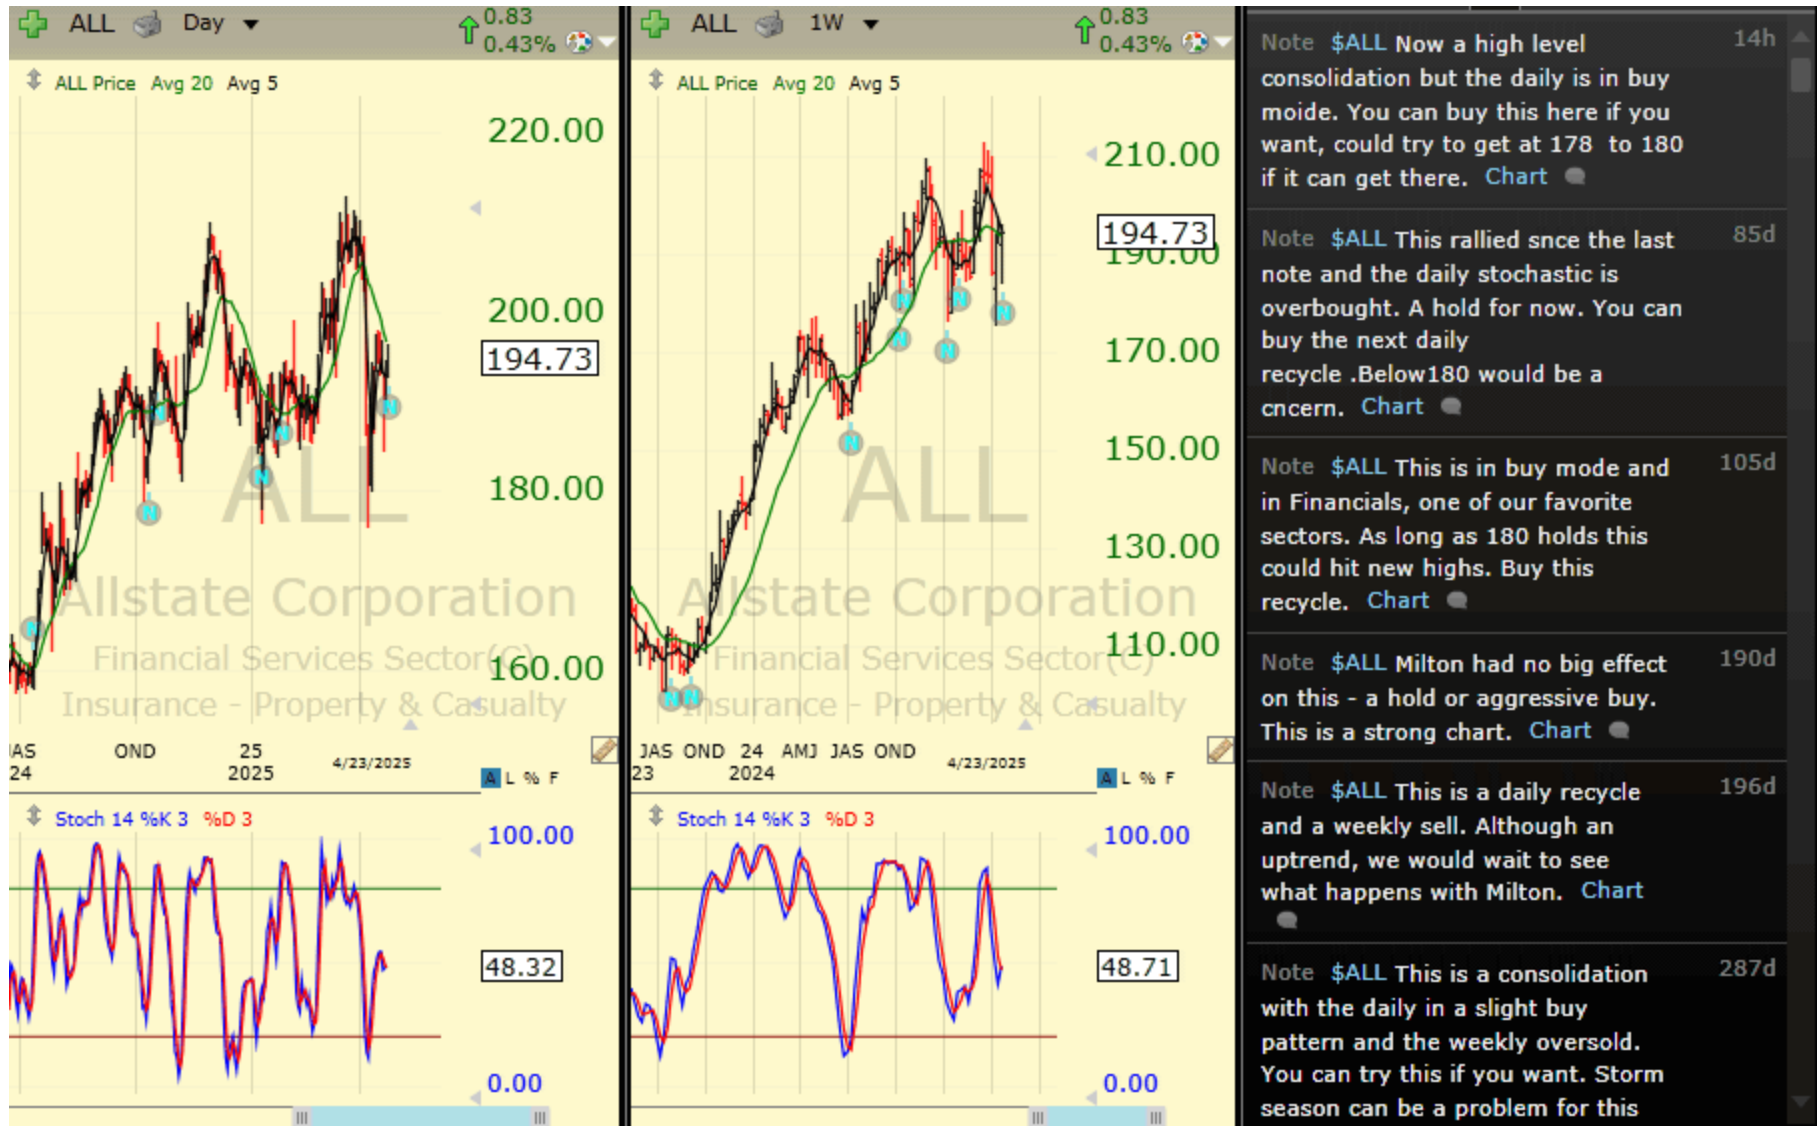 ALL Day 0.83
0.43%
ALL Price Avg 20 Avg 5
220.00
200.00
194.73
180.00
160.00
ALL
Allstate Corporation
Financial Services Sector(C)
Insurance - Property & Casualty
JAS OND 25 4/23/2025
24 2025
A L % F
Stoch 14 %K 3 %D 3
100.00
48.32
0.00
ALL 1W 0.83
0.43%
ALL Price Avg 20 Avg 5
210.00
194.73
190.00
170.00
150.00
130.00
110.00
ALL
Allstate Corporation
Financial Services Sector(C)
Insurance - Property & Casualty
JAS OND 24 AMJ JAS OND 4/23/2025
23 2024
A L % F
Stoch 14 %K 3 %D 3
100.00
48.71
0.00
Note $ALL Now a high level 14h
consolidation but the daily is in buy
moide. You can buy this here if you
want, could try to get at 178 to 180
if it can get there. Chart
Note $ALL This rallied snce the last 85d
note and the daily stochastic is
overbought. A hold for now. You can
buy the next daily
recycle .Below180 would be a
cncern. Chart
Note $ALL This is in buy mode and 105d
in Financials, one of our favorite
sectors. As long as 180 holds this
could hit new highs. Buy this
recycle. Chart
Note $ALL Milton had no big effect 190d
on this - a hold or aggressive buy.
This is a strong chart. Chart
Note $ALL This is a daily recycle 196d
and a weekly sell. Although an
uptrend, we would wait to see
what happens with Milton. Chart
Note $ALL This is a consolidation 287d
with the daily in a slight buy
pattern and the weekly oversold.
You can try this if you want. Storm
season can be a problem for this
N
N
N
N
N
N
N
N
N
N
N
N
N
N